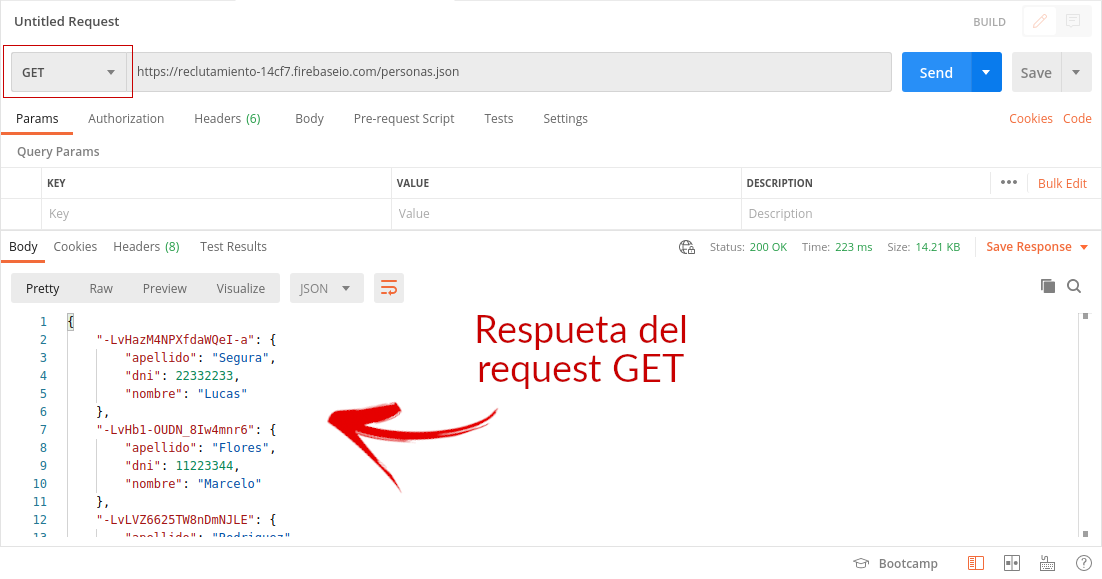 Untitled Request
BUILD
GET
https://reclutamiento-14cf7.firebaseio.com/personas.json
Send
Save
Params Authorization Headers (6) Body Pre-request Script Tests Settings Cookies Code
Query Params
KEY VALUE DESCRIPTION ••• Bulk Edit
Key Value Description
Body Cookies Headers (8) Test Results Status: 200 OK Time: 223 ms Size: 14.21 KB Save Response
Pretty Raw Preview Visualize JSON
1 {
2 "-LvHazM4NPXfdaWQeI-a": {
3 "apellido": "Segura",
4 "dni": 22332233,
5 "nombre": "Lucas"
6 },
7 "-LvHb1-OUDN_8Iw4mnr6": {
8 "apellido": "Flores",
9 "dni": 11223344,
10 "nombre": "Marcelo"
11 },
12 "-LvLVZ6625TW8nDmNJLE": {
13 "apellido": "Rodriguez"
Respueta del
request GET
Bootcamp